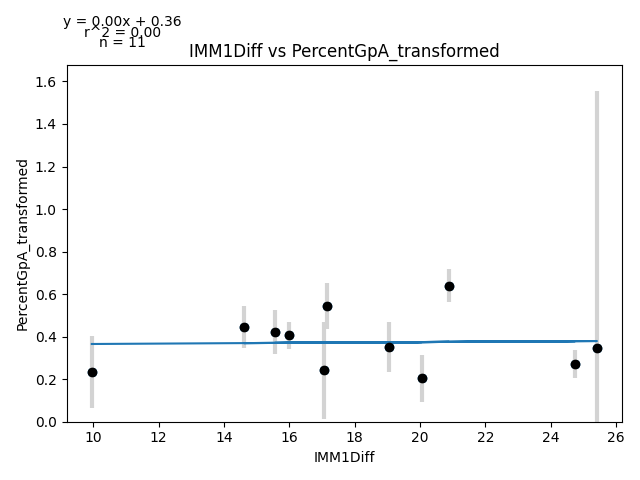 y = 0.00x + 0.36
r^2 = 0.00
n = 11
IMM1Diff vs PercentGpA_transformed
PercentGpA_transformed
1.6
1.4
1.2
1.0
0.8
0.6
0.4
0.2
0.0
10 12 14 16 18 20 22 24 26
IMM1Diff